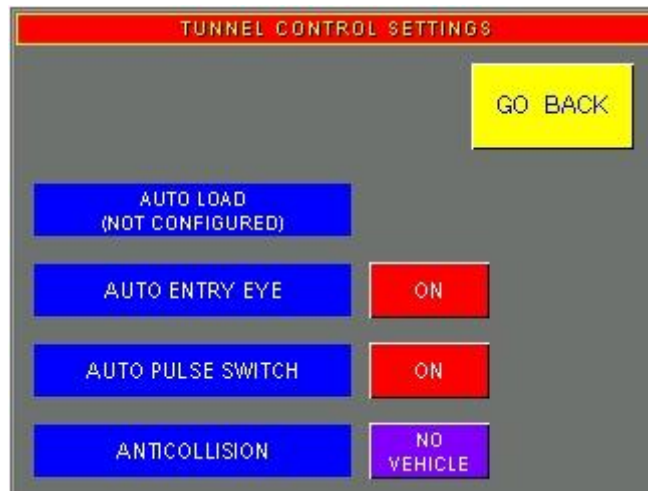 TUNNEL CONTROL SETTINGS
GO BACK
AUTO LOAD
(NOT CONFIGURED)
AUTO ENTRY EYE
ON
AUTO PULSE SWITCH
ON
ANTICOLLISION
NO
VEHICLE